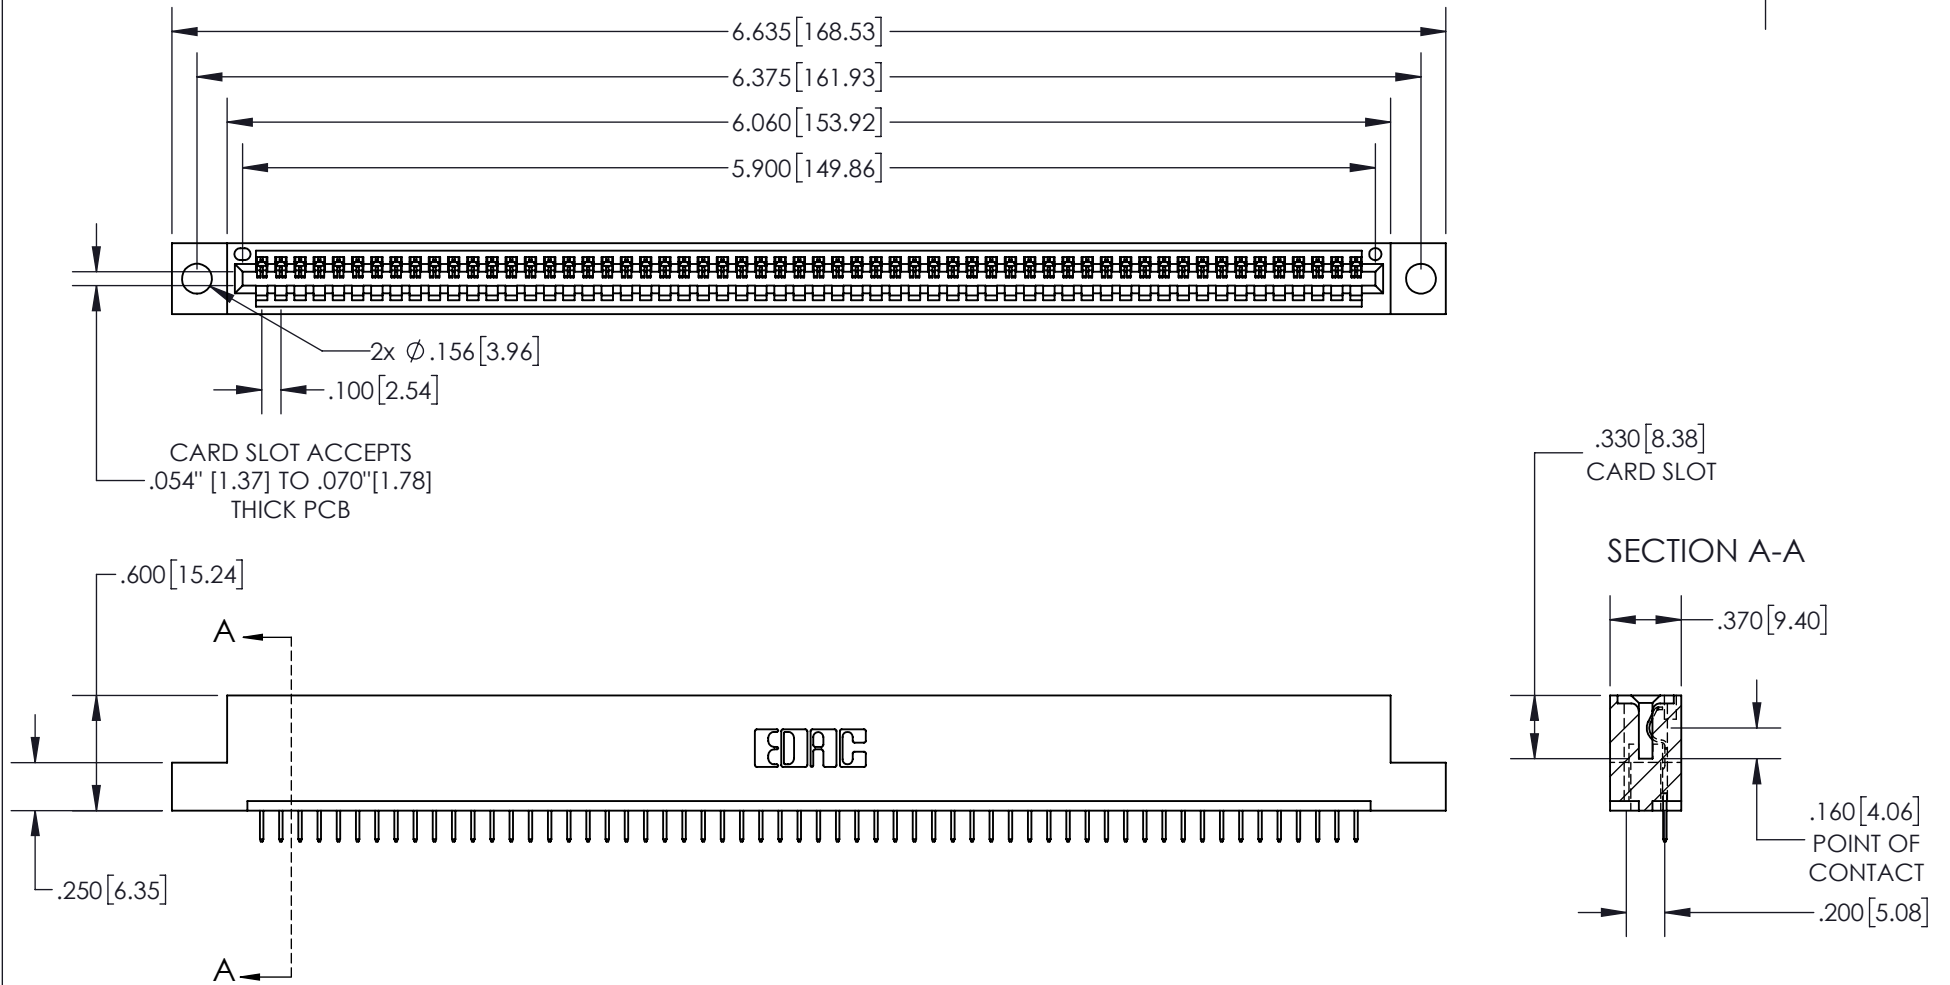 6.635[168.53]
6.375[161.93]
6.060[153.92]
5.900[149.86]
2x Ø.156[3.96]
.100[2.54]
CARD SLOT ACCEPTS
.054" [1.37] TO .070"[1.78]
THICK PCB
.330[8.38]
CARD SLOT
SECTION A-A
.600[15.24]
.370[9.40]
A
EDAC
.160[4.06]
POINT OF
CONTACT
.250[6.35]
.200[5.08]
A